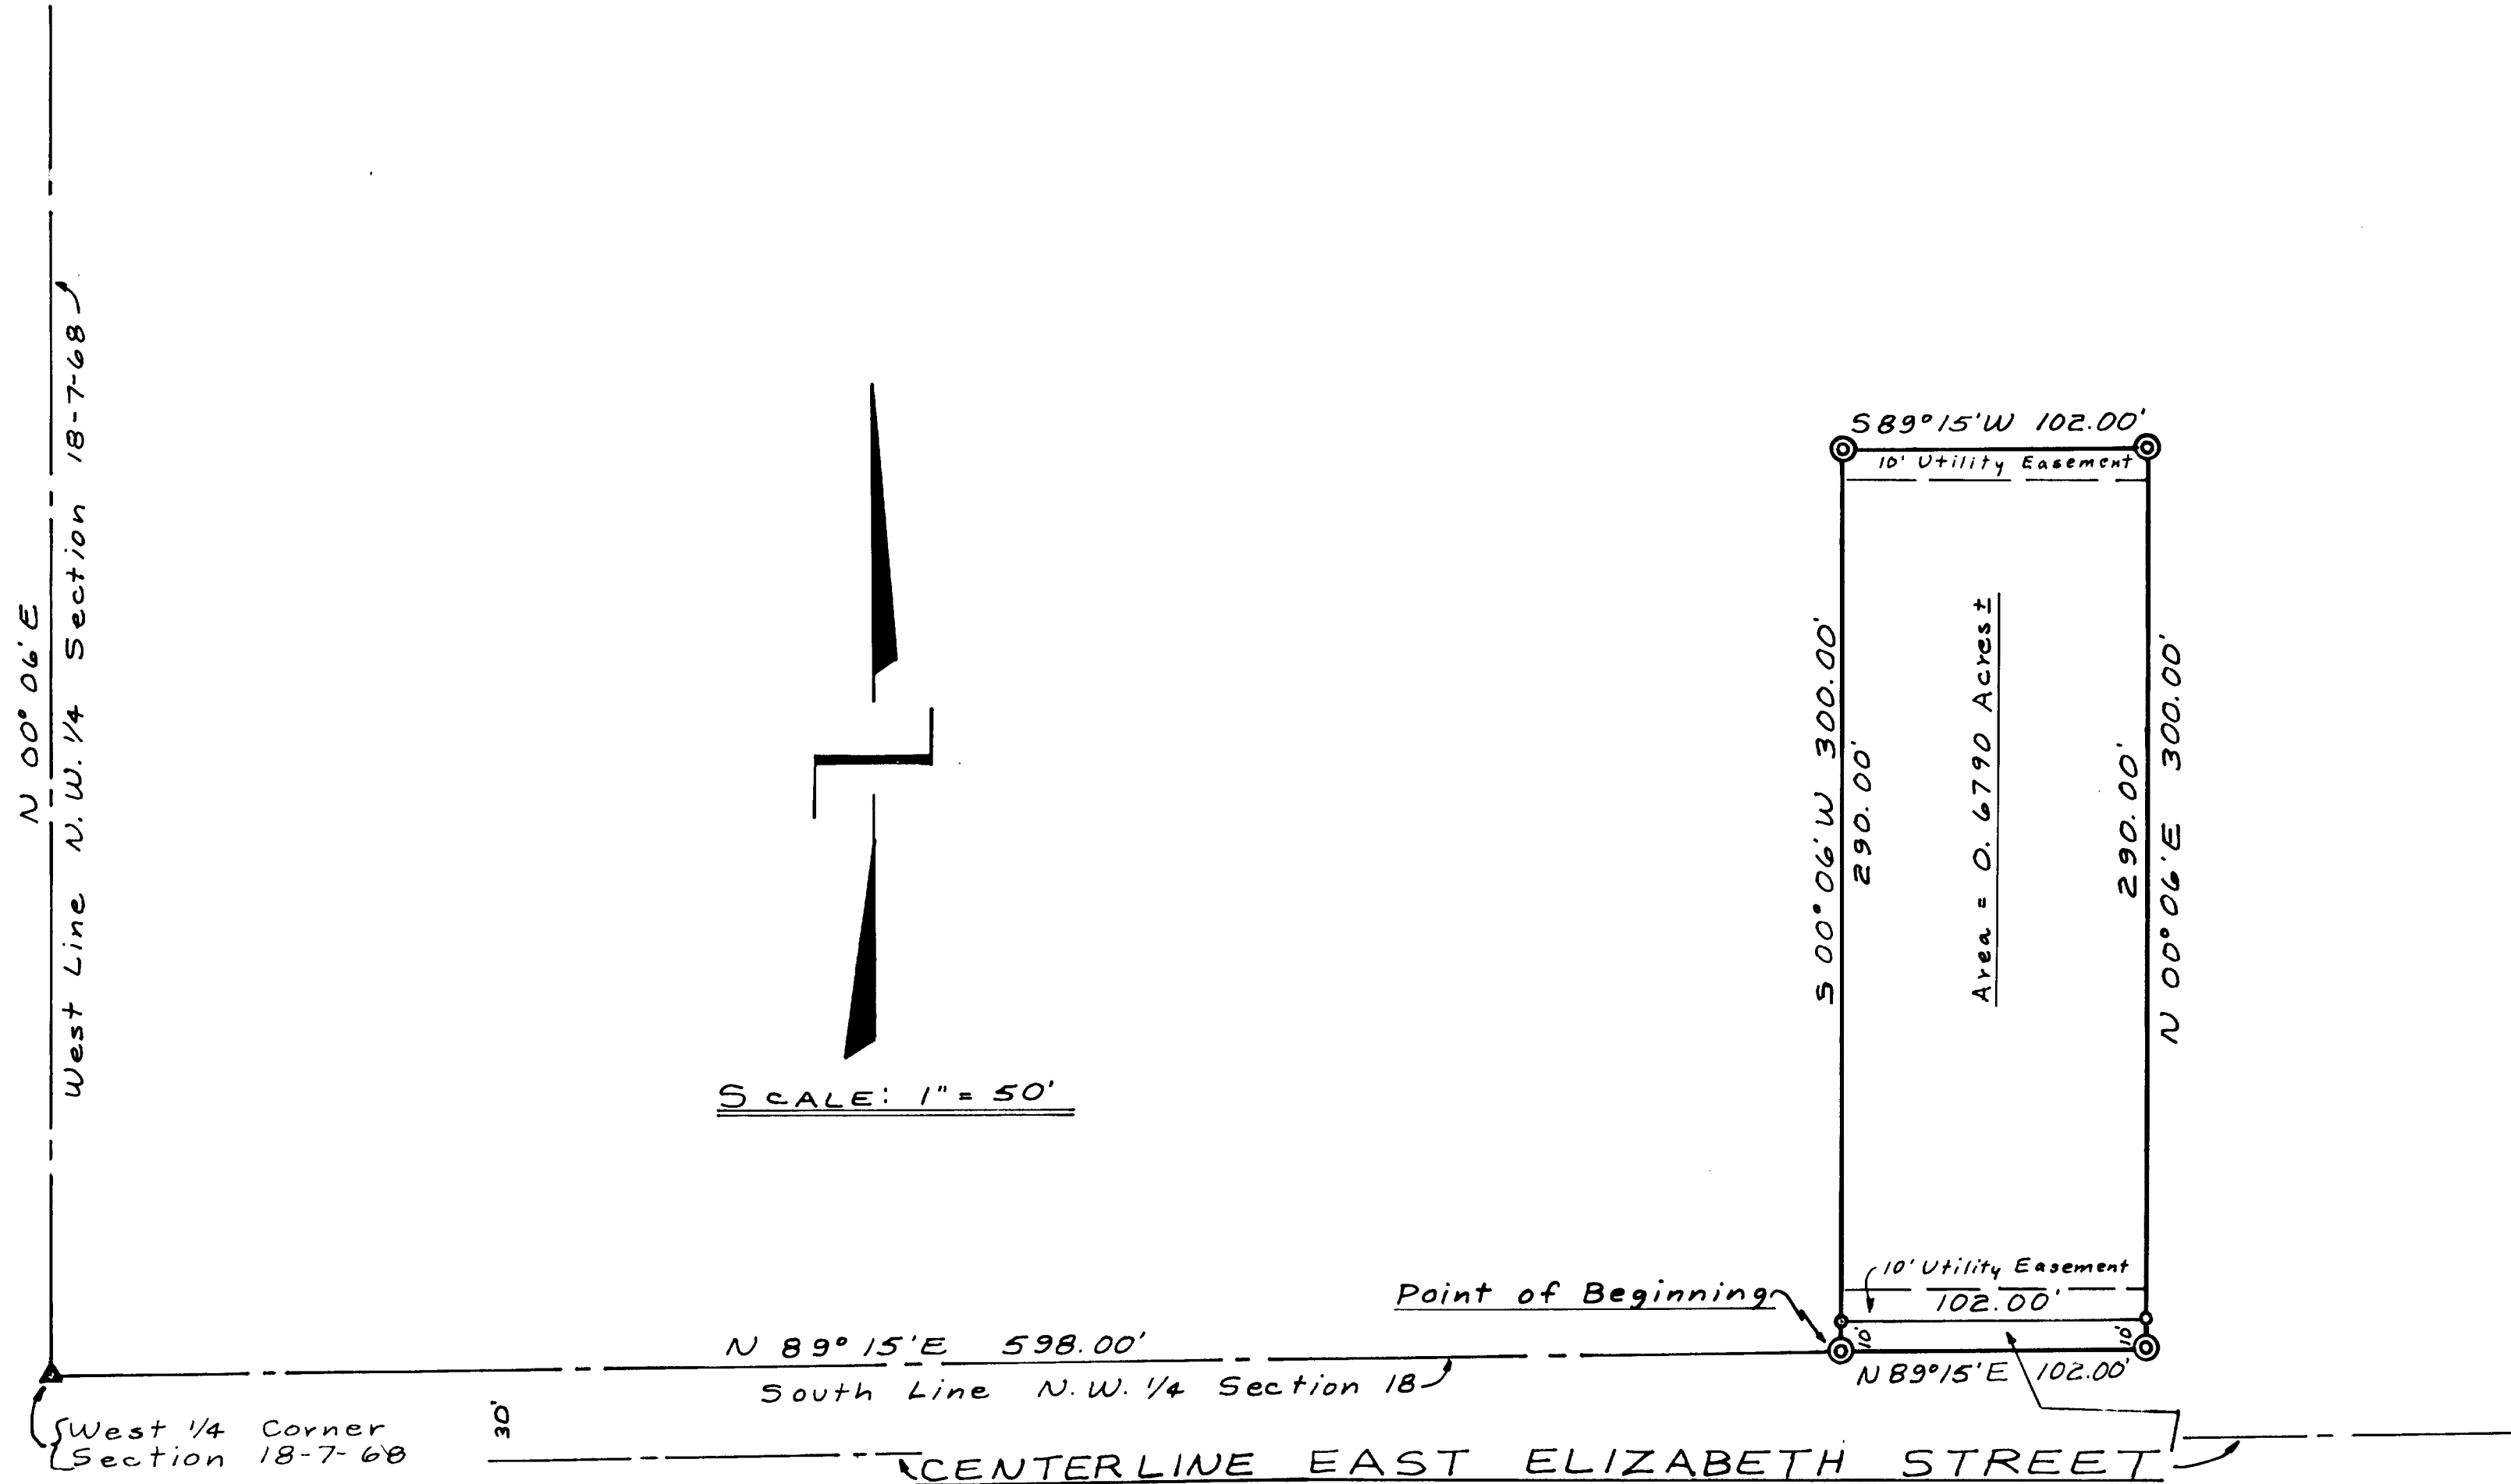 N 00° 06' E
West Line N.W. 1/4 Section 18-7-68
SCALE: 1" = 50'
S 89° 15' W 102.00'
10' Utility Easement
S 00° 06' W 300.00'
290.00'
Area = 0.6790 Acres ±
290.00'
N 00° 06' E 300.00'
10' Utility Easement
102.00'
Point of Beginning
10'
10'
N 89° 15' E 598.00'
N 89° 15' E 102.00'
South Line N.W. 1/4 Section 18
West 1/4 Corner
Section 18-7-68
30'
CENTERLINE EAST ELIZABETH STREET